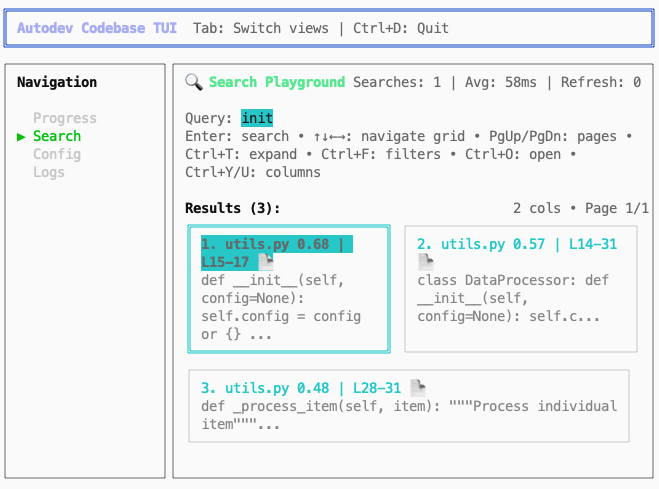 Autodev Codebase TUI  Tab: Switch views | Ctrl+D: Quit
Navigation
Progress
▶ Search
Config
Logs
🔍 Search Playground Searches: 1 | Avg: 58ms | Refresh: 0
Query: init
Enter: search • ↑↓←→: navigate grid • PgUp/PgDn: pages •
Ctrl+T: expand • Ctrl+F: filters • Ctrl+O: open •
Ctrl+Y/U: columns
Results (3):
2 cols • Page 1/1
1. utils.py 0.68 |
L15–17 📄
def __init__(self,
config=None):
self.config = config
or {} ...
2. utils.py 0.57 | L14–31
📄
class DataProcessor: def
__init__(self,
config=None): self.c...
3. utils.py 0.48 | L28–31 📄
def _process_item(self, item): """Process individual
item"""...